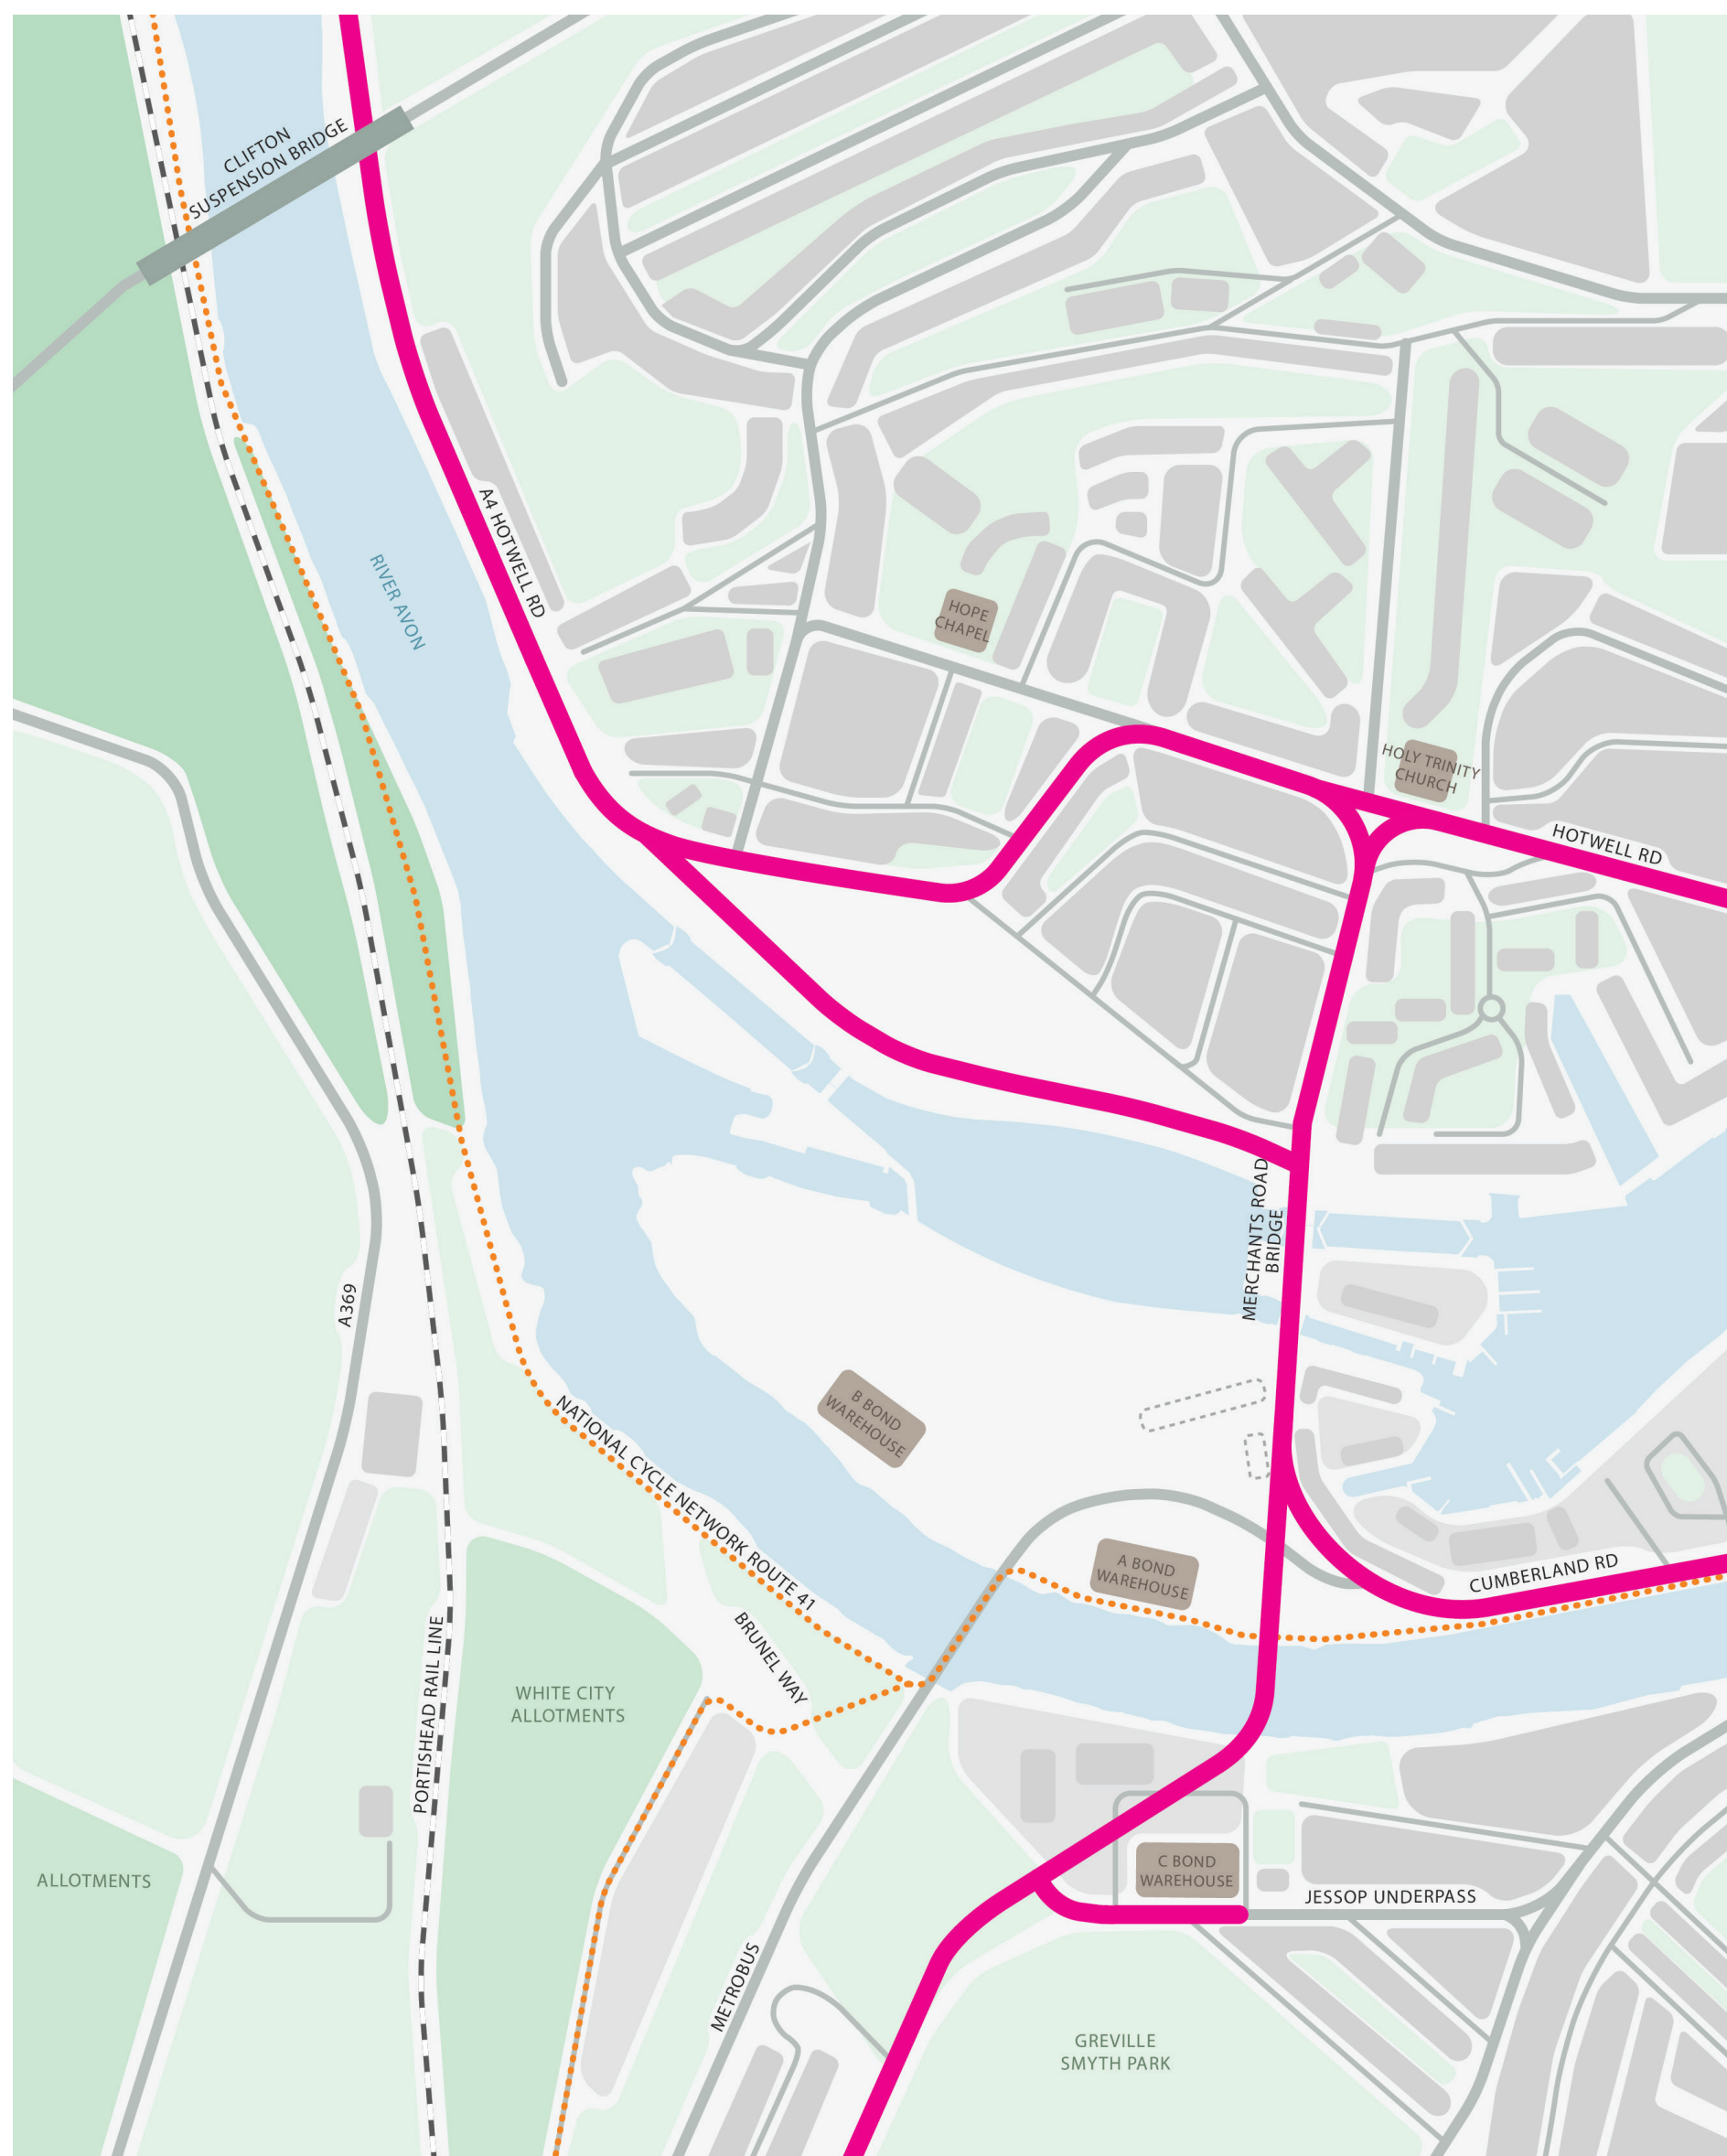 CLIFTON
SUSPENSION BRIDGE
A4 HOTWELL RD
RIVER AVON
HOPE
CHAPEL
HOLY TRINITY
CHURCH
HOTWELL RD
MERCHANTS ROAD
BRIDGE
A369
B BOND
WAREHOUSE
NATIONAL CYCLE NETWORK ROUTE 41
A BOND
WAREHOUSE
CUMBERLAND RD
BRUNEL WAY
PORTISHEAD RAIL LINE
WHITE CITY
ALLOTMENTS
ALLOTMENTS
C BOND
WAREHOUSE
JESSOP UNDERPASS
METROBUS
GREVILLE
SMYTH PARK